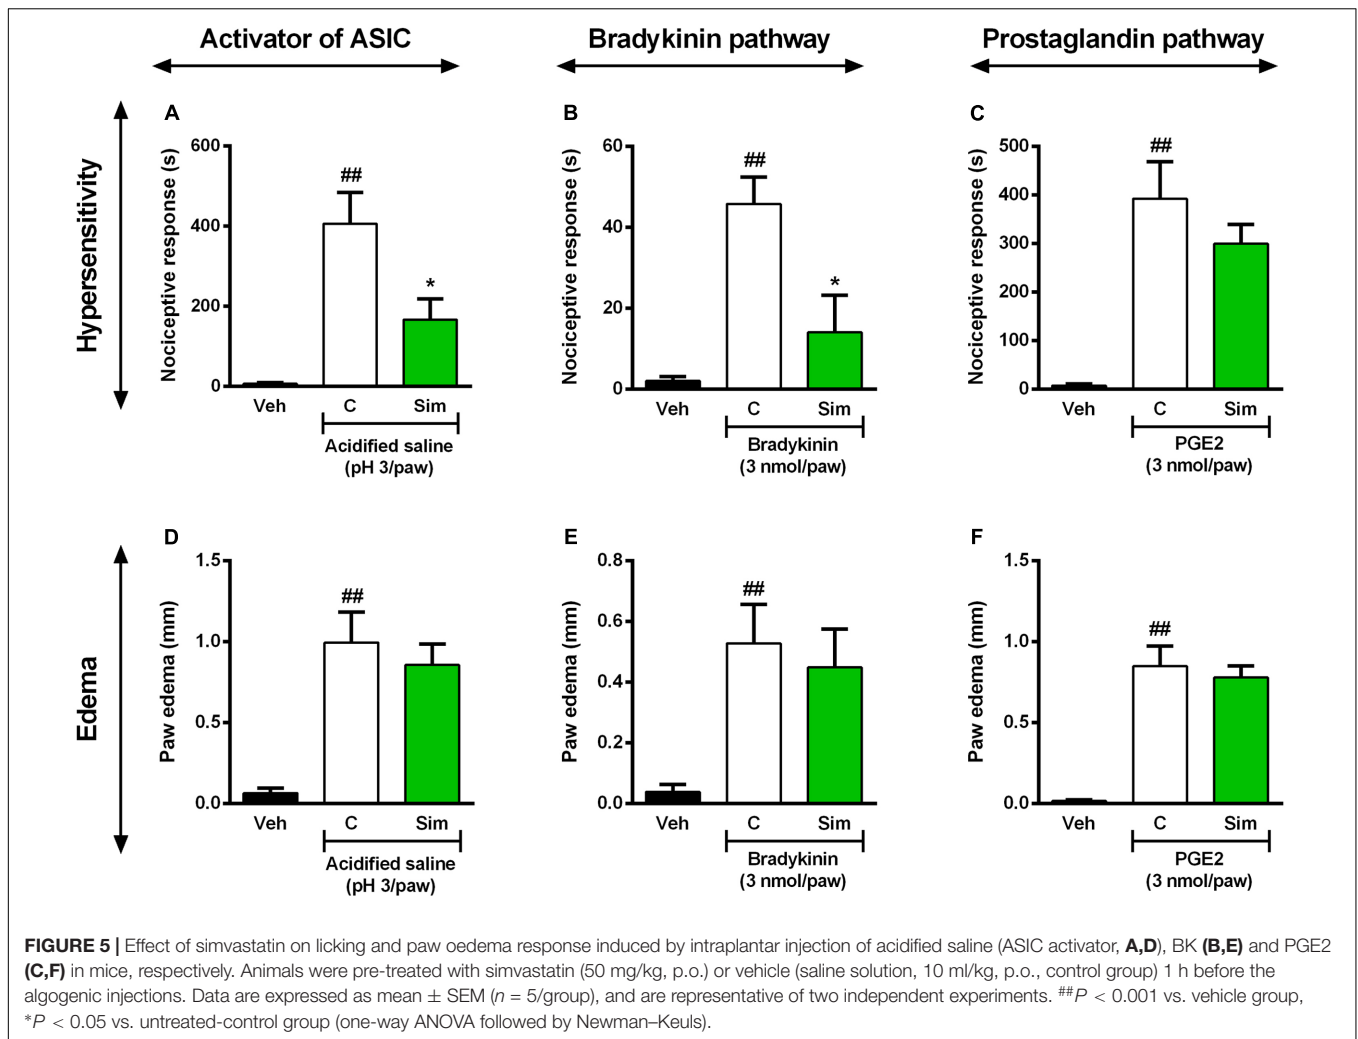 Activator of ASIC
Bradykinin pathway
Prostaglandin pathway
Hypersensitivity
A
Nociceptive response (s)
600
400
200
0
##
*
Veh
C
Sim
Acidified saline
(pH 3/paw)
B
Nociceptive response (s)
60
40
20
0
##
*
Veh
C
Sim
Bradykinin
(3 nmol/paw)
C
Nociceptive response (s)
500
400
300
200
100
0
##
Veh
C
Sim
PGE2
(3 nmol/paw)
Edema
D
Paw edema (mm)
1.5
1.0
0.5
0.0
##
Veh
C
Sim
Acidified saline
(pH 3/paw)
E
Paw edema (mm)
0.8
0.6
0.4
0.2
0.0
##
Veh
C
Sim
Bradykinin
(3 nmol/paw)
F
Paw edema (mm)
1.5
1.0
0.5
0.0
##
Veh
C
Sim
PGE2
(3 nmol/paw)
FIGURE 5 | Effect of simvastatin on licking and paw oedema response induced by intraplantar injection of acidified saline (ASIC activator, A,D), BK (B,E) and PGE2
(C,F) in mice, respectively. Animals were pre-treated with simvastatin (50 mg/kg, p.o.) or vehicle (saline solution, 10 ml/kg, p.o., control group) 1 h before the
algogenic injections. Data are expressed as mean ± SEM (n = 5/group), and are representative of two independent experiments. ##P < 0.001 vs. vehicle group,
*P < 0.05 vs. untreated-control group (one-way ANOVA followed by Newman–Keuls).